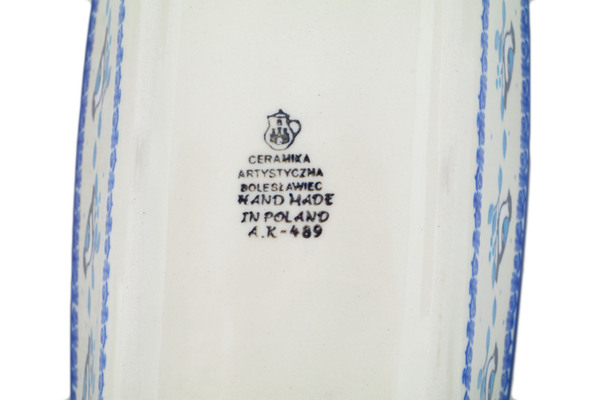 CERAMIKA
ARTYSTYCZNA
BOLESŁAWIEC
HAND MADE
IN POLAND
A.K-489